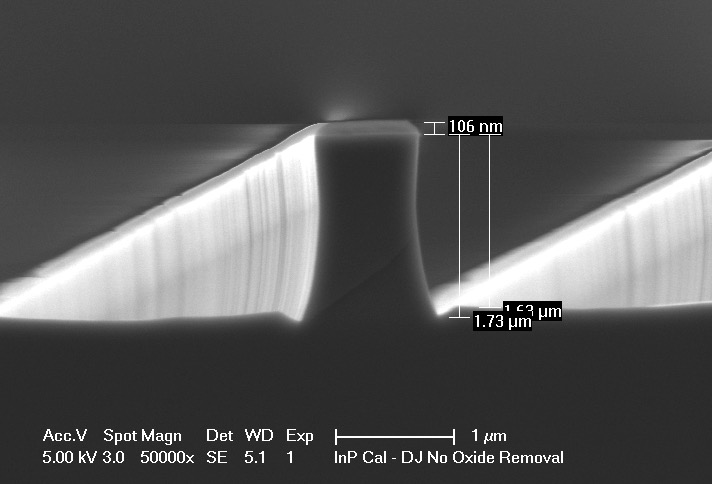 106 nm
1.63 µm
1.73 µm
Acc.V Spot Magn Det WD Exp 1 µm
5.00 kV 3.0 50000x SE 5.1 1 InP Cal - DJ No Oxide Removal